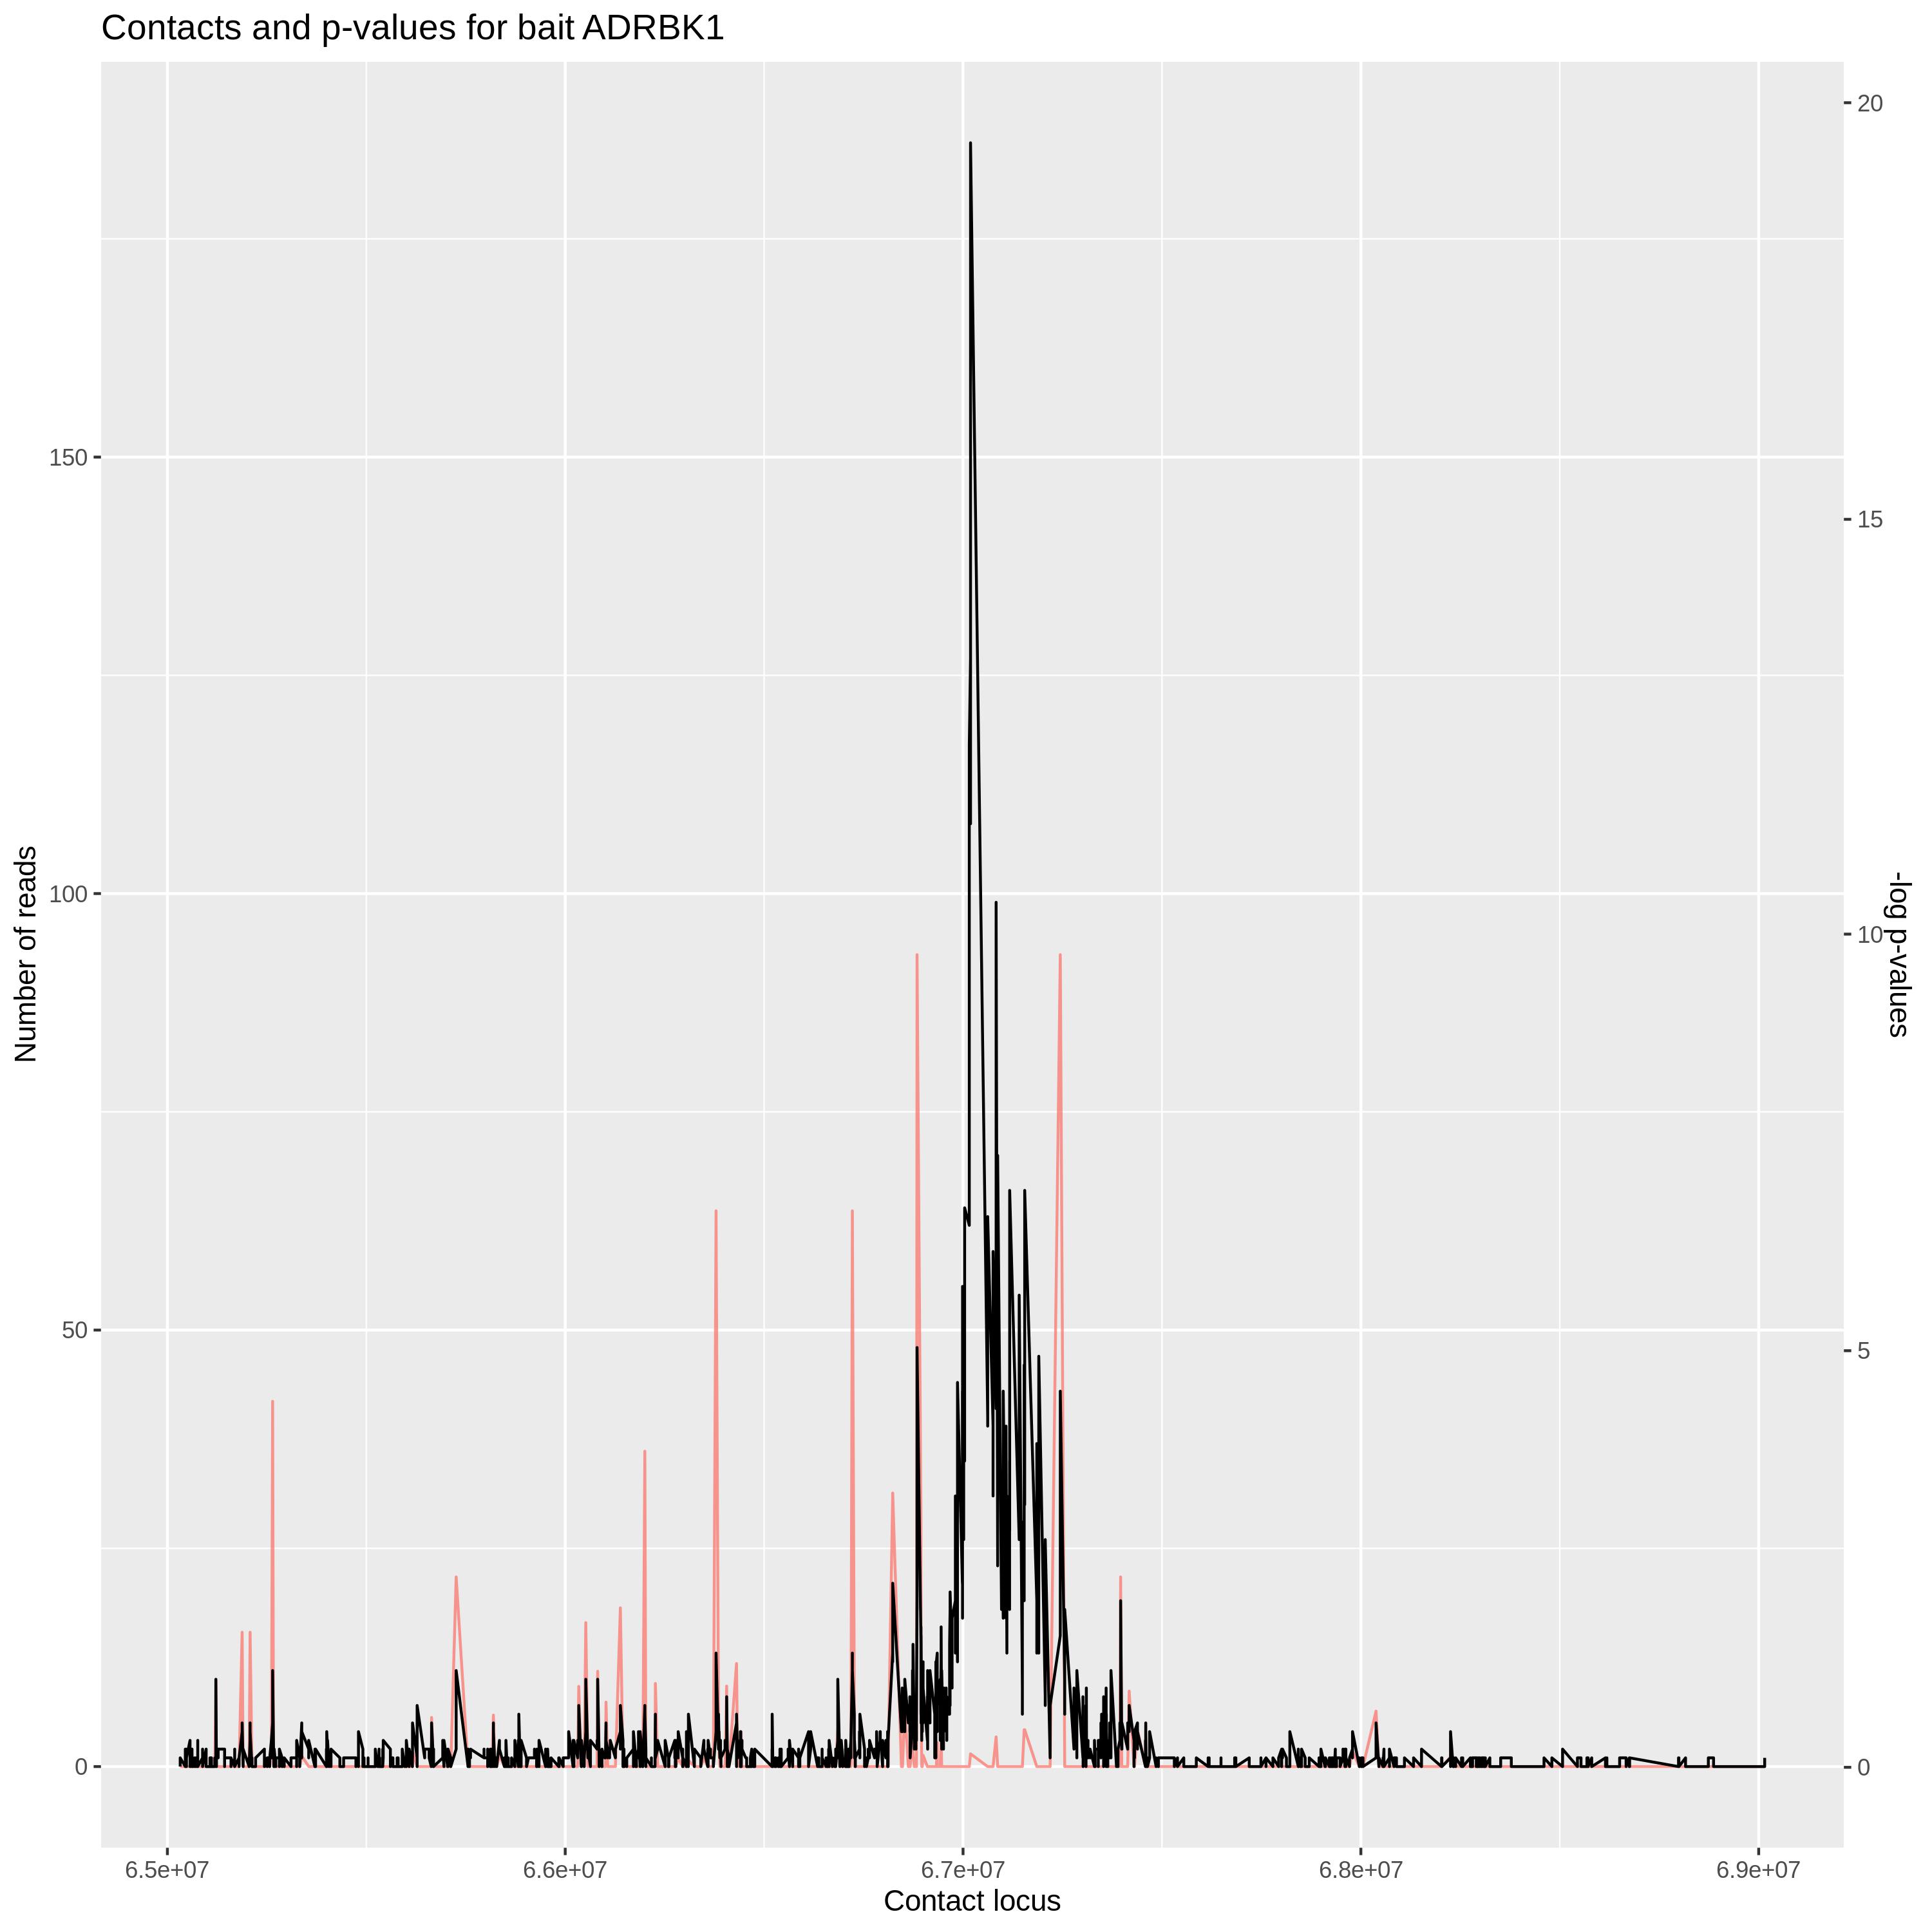 Contacts and p-values for bait ADRBK1
Number of reads
150
100
50
0
20
15
10
5
0
-log p-values
6.5e+07 6.6e+07 6.7e+07 6.8e+07 6.9e+07
Contact locus